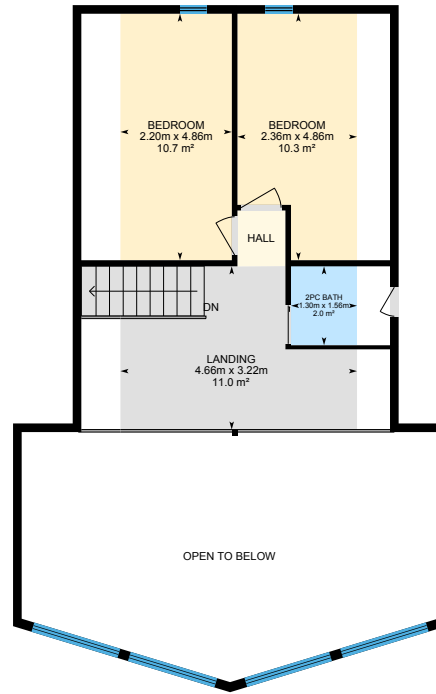 BEDROOM
2.20m x 4.86m
10.7 m²
BEDROOM
2.36m x 4.86m
10.3 m²
HALL
DN
2PC BATH
1.30m x 1.56m
2.0 m²
LANDING
4.66m x 3.22m
11.0 m²
OPEN TO BELOW